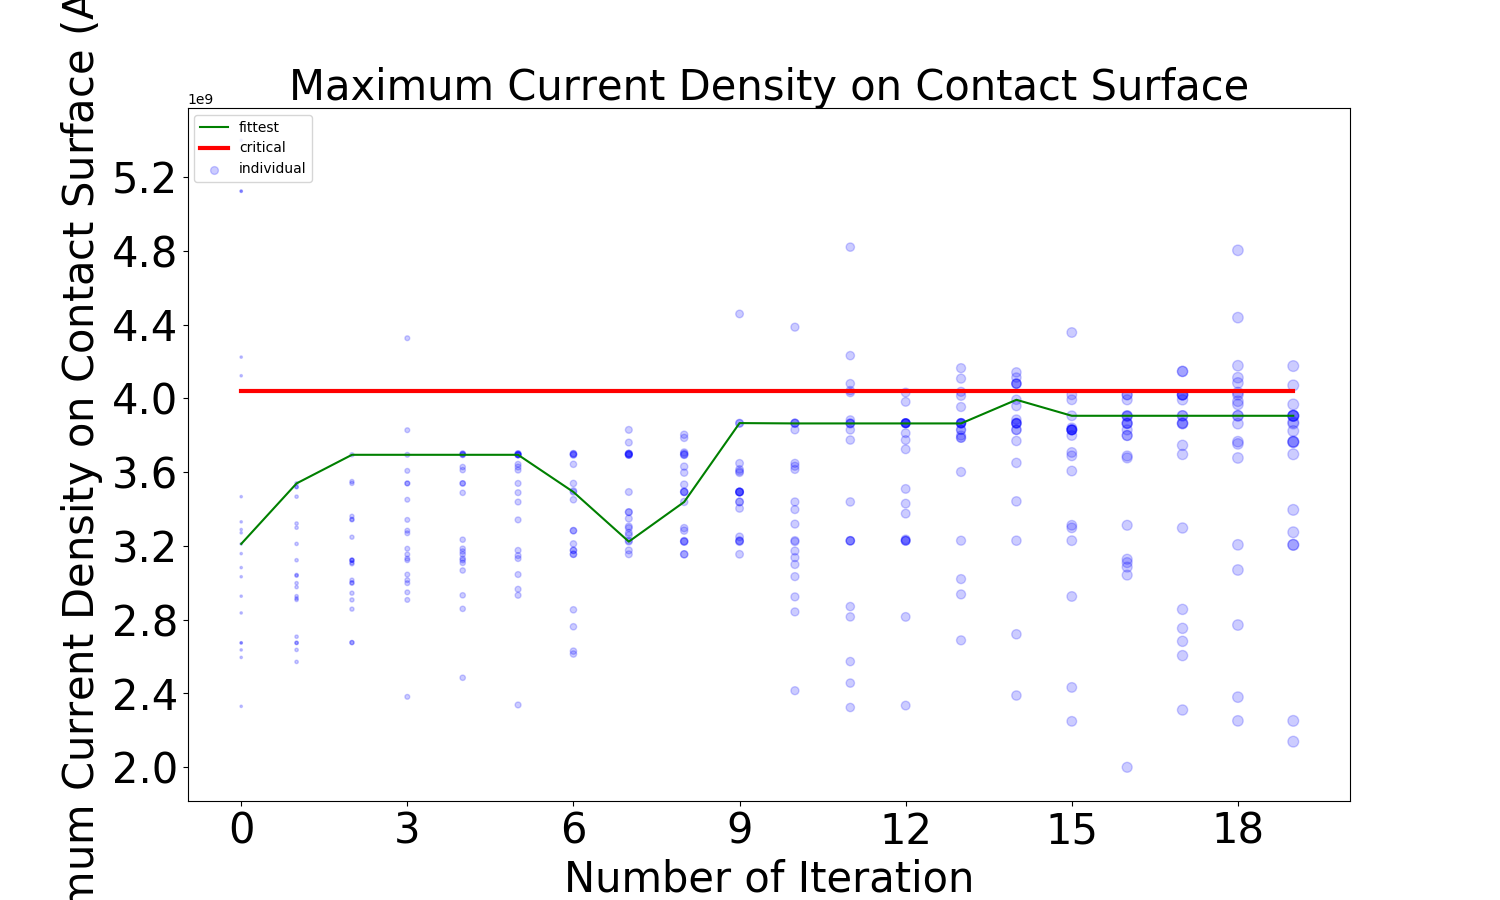 Maximum Current Density on Contact Surface
1e9
fittest
critical
individual
5.2
4.8
4.4
4.0
3.6
3.2
2.8
2.4
2.0
Current Density on Contact Surface
0 3 6 9 12 15 18
Number of Iteration